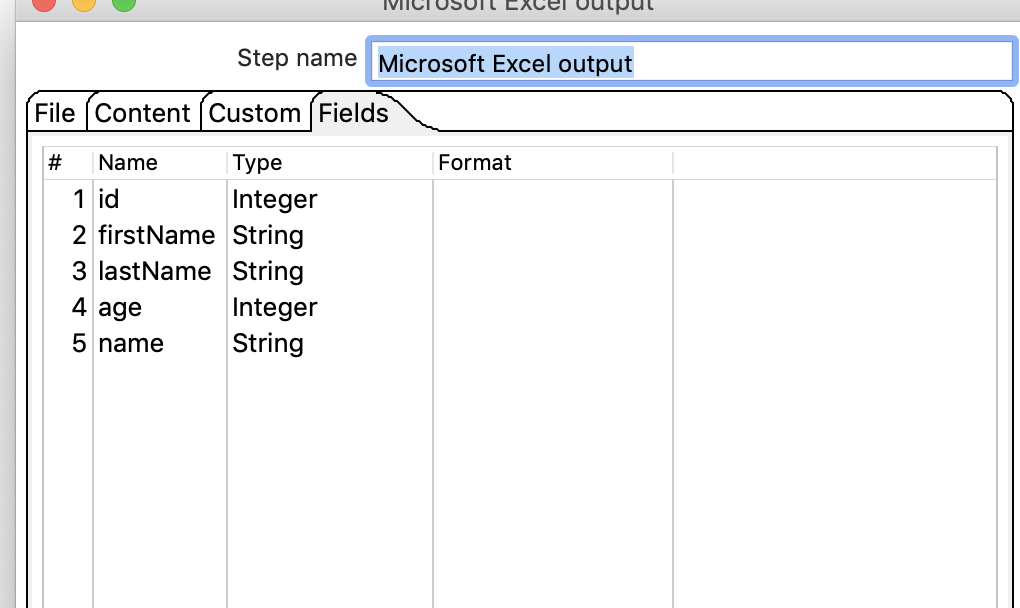 Microsoft Excel output
Step name Microsoft Excel output
File Content Custom Fields
# Name Type Format
1 id Integer
2 firstName String
3 lastName String
4 age Integer
5 name String